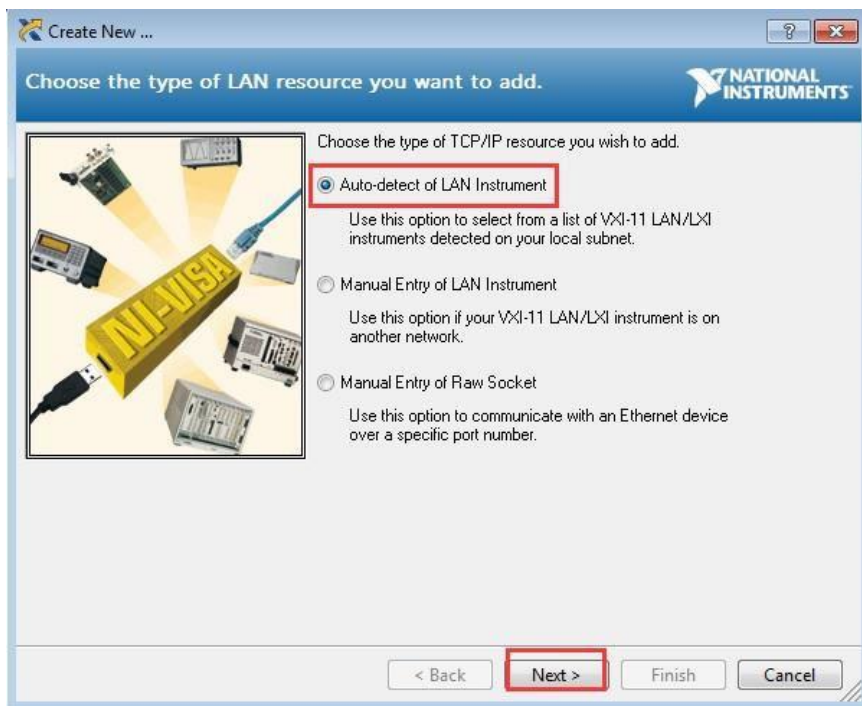 Create New ...
Choose the type of LAN resource you want to add.
NATIONAL
INSTRUMENTS
Choose the type of TCP/IP resource you wish to add.
Auto-detect of LAN Instrument
Use this option to select from a list of VXI-11 LAN/LXI
instruments detected on your local subnet.
Manual Entry of LAN Instrument
Use this option if your VXI-11 LAN/LXI instrument is on
another network.
Manual Entry of Raw Socket
Use this option to communicate with an Ethernet device
over a specific port number.
NI-VISA
< Back
Next >
Finish
Cancel